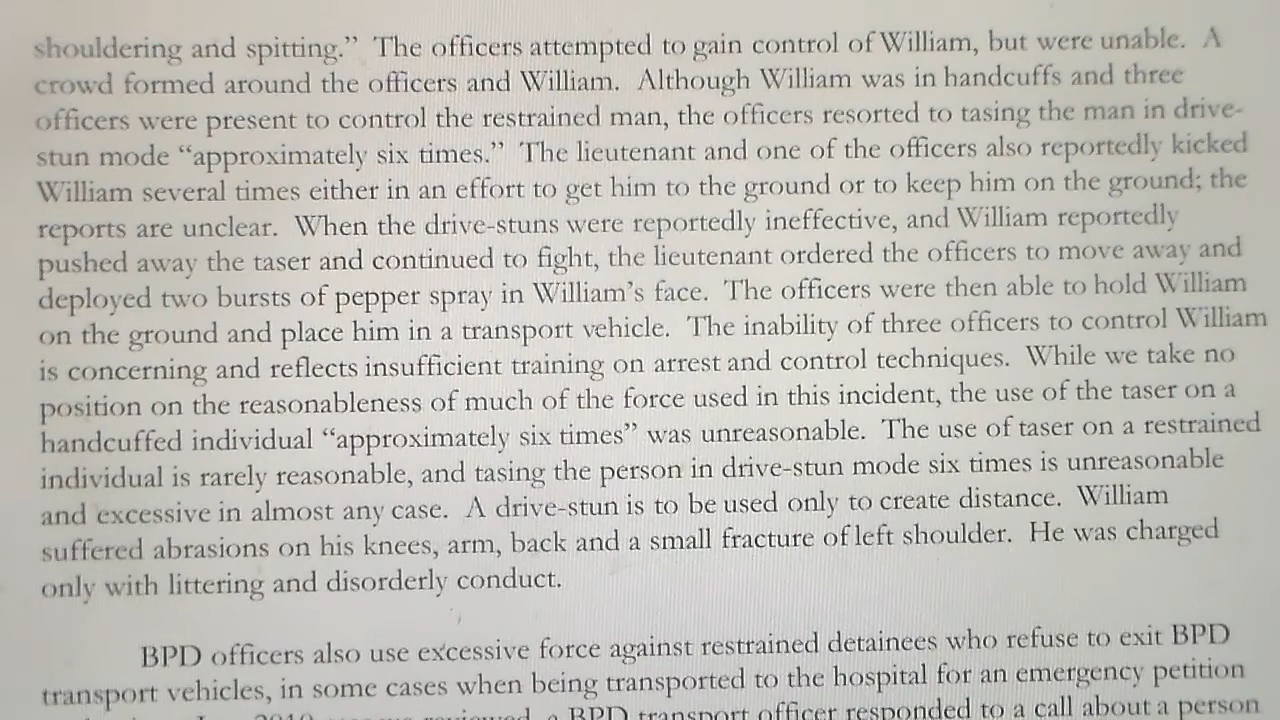 shouldering and spitting.” The officers attempted to gain control of William, but were unable. A
crowd formed around the officers and William. Although William was in handcuffs and three
officers were present to control the restrained man, the officers resorted to tasing the man in drive-
stun mode “approximately six times.” The lieutenant and one of the officers also reportedly kicked
William several times either in an effort to get him to the ground or to keep him on the ground; the
reports are unclear. When the drive-stuns were reportedly ineffective, and William reportedly
pushed away the taser and continued to fight, the lieutenant ordered the officers to move away and
deployed two bursts of pepper spray in William’s face. The officers were then able to hold William
on the ground and place him in a transport vehicle. The inability of three officers to control William
is concerning and reflects insufficient training on arrest and control techniques. While we take no
position on the reasonableness of much of the force used in this incident, the use of the taser on a
handcuffed individual “approximately six times” was unreasonable. The use of taser on a restrained
individual is rarely reasonable, and tasing the person in drive-stun mode six times is unreasonable
and excessive in almost any case. A drive-stun is to be used only to create distance. William
suffered abrasions on his knees, arm, back and a small fracture of left shoulder. He was charged
only with littering and disorderly conduct.
BPD officers also use excessive force against restrained detainees who refuse to exit BPD
transport vehicles, in some cases when being transported to the hospital for an emergency petition
a BPD transport officer responded to a call about a person